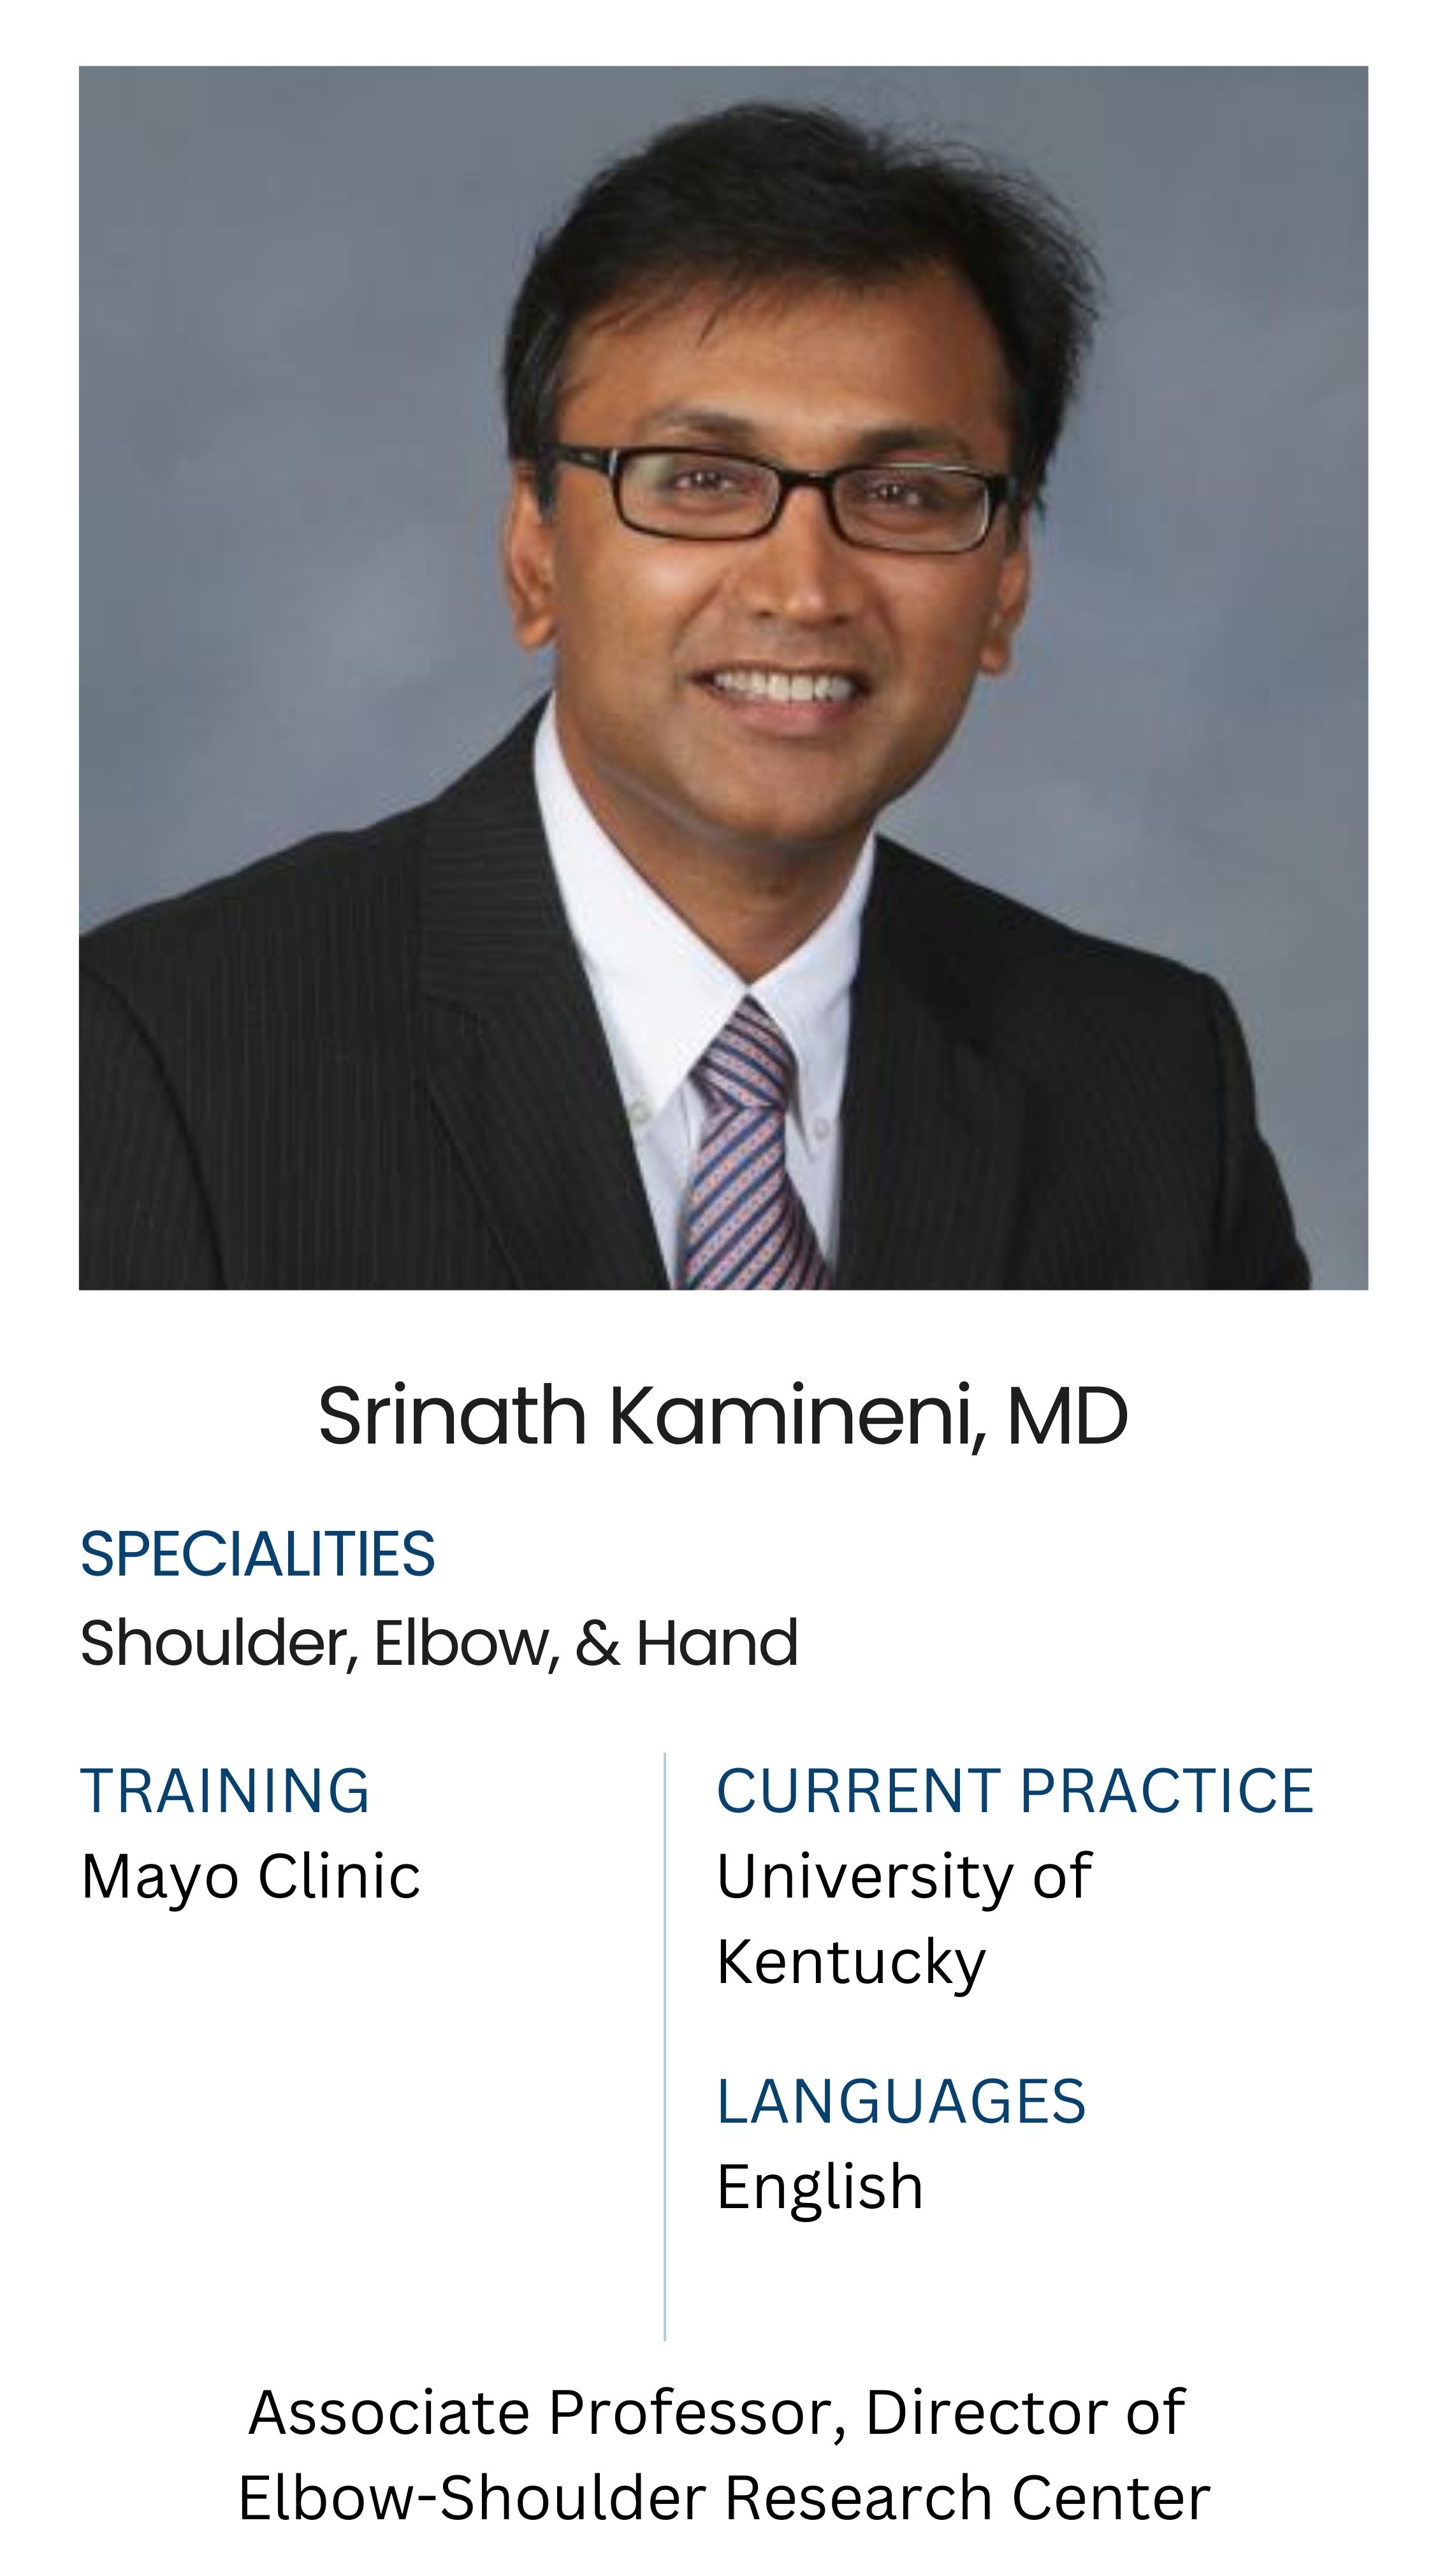 Srinath Kamineni, MD
SPECIALITIES
Shoulder, Elbow, & Hand
TRAINING
Mayo Clinic
CURRENT PRACTICE
University of
Kentucky
LANGUAGES
English
Associate Professor, Director of
Elbow-Shoulder Research Center